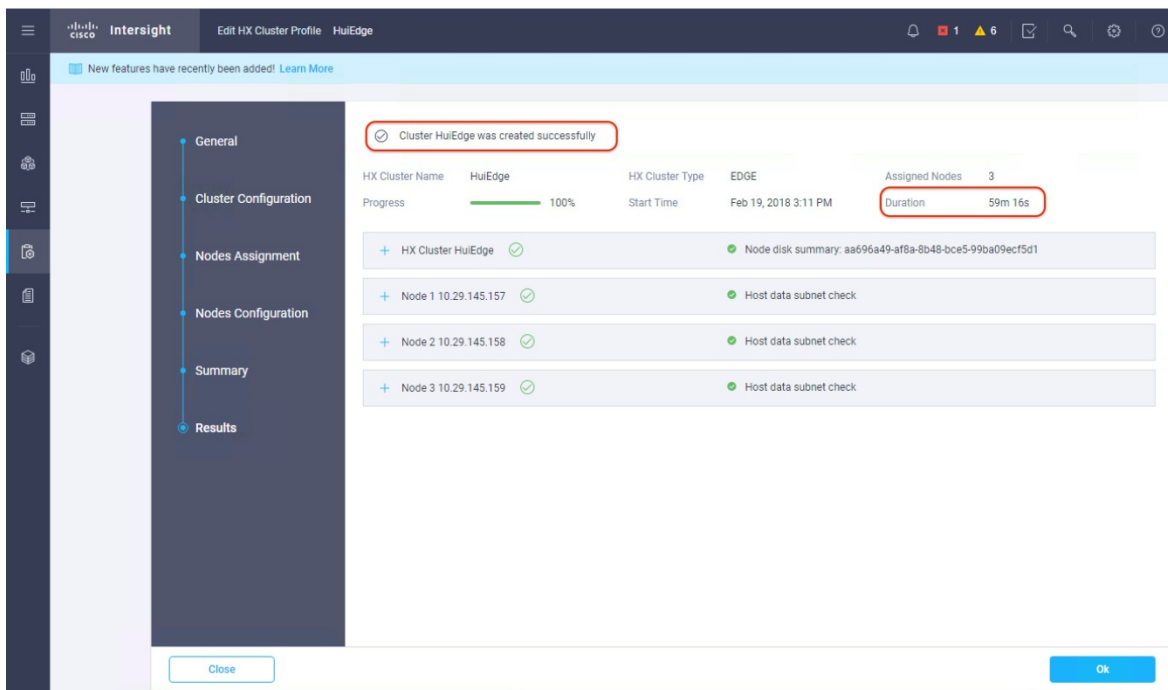 CISCO Intersight Edit HX Cluster Profile HuiEdge 1 6
New features have recently been added! Learn More
General
Cluster Configuration
Nodes Assignment
Nodes Configuration
Summary
Results
Cluster HuiEdge was created successfully
HX Cluster Name HuiEdge HX Cluster Type EDGE Assigned Nodes 3
Progress 100% Start Time Feb 19, 2018 3:11 PM Duration 59m 16s
+ HX Cluster HuiEdge Node disk summary: aa696a49-af8a-8b48-bce5-99ba09ecf5d1
+ Node 1 10.29.145.157 Host data subnet check
+ Node 2 10.29.145.158 Host data subnet check
+ Node 3 10.29.145.159 Host data subnet check
Close Ok